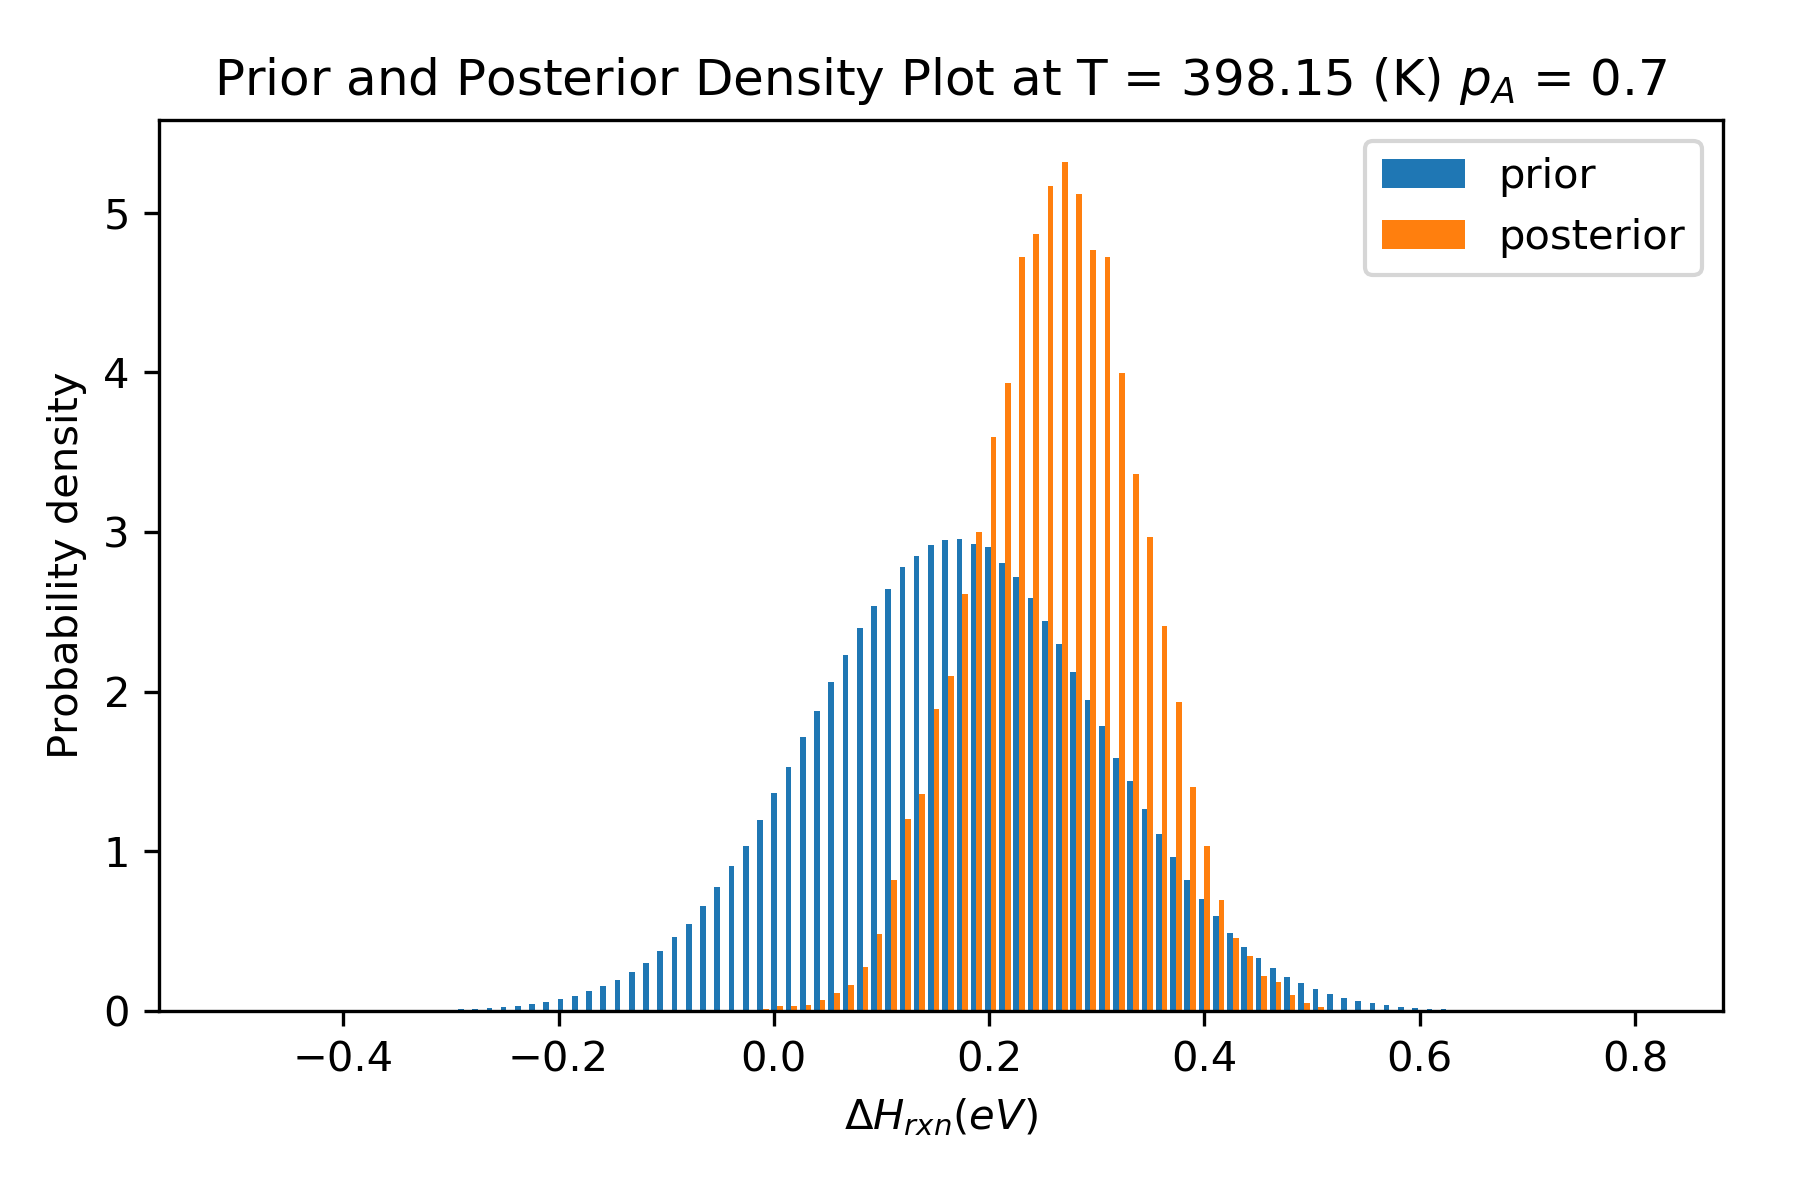 Prior and Posterior Density Plot at T = 398.15 (K) p_A = 0.7
prior
posterior
Probability density
5
4
3
2
1
0
−0.4 −0.2 0.0 0.2 0.4 0.6 0.8
ΔH_rxn(eV)